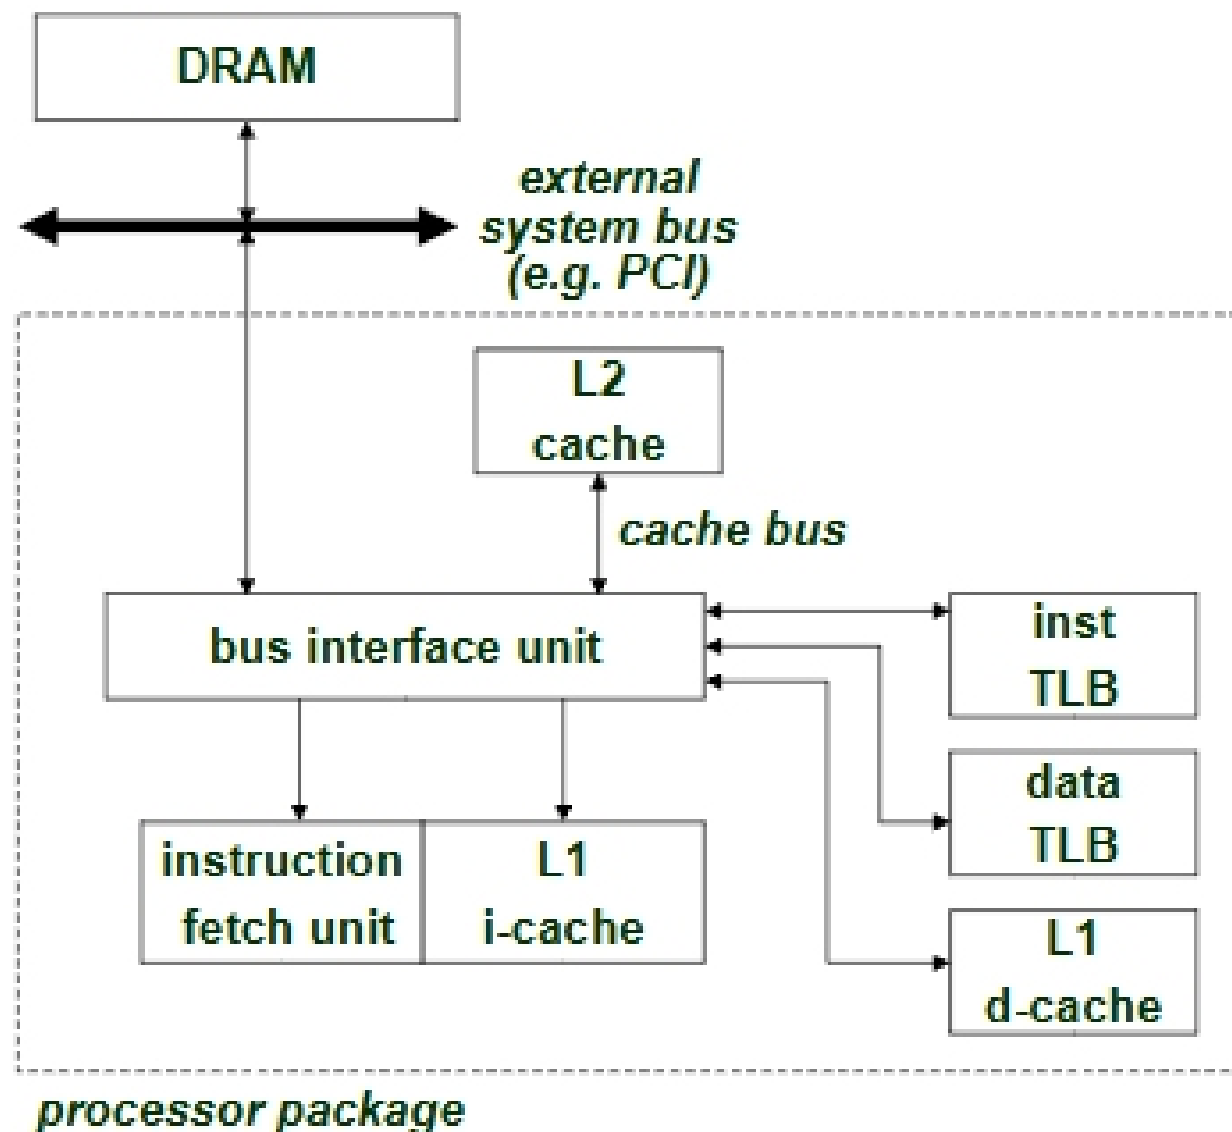 DRAM
external
system bus
(e.g. PCI)
L2
cache
cache bus
bus interface unit
inst
TLB
data
TLB
instruction
fetch unit
L1
i-cache
L1
d-cache
processor package